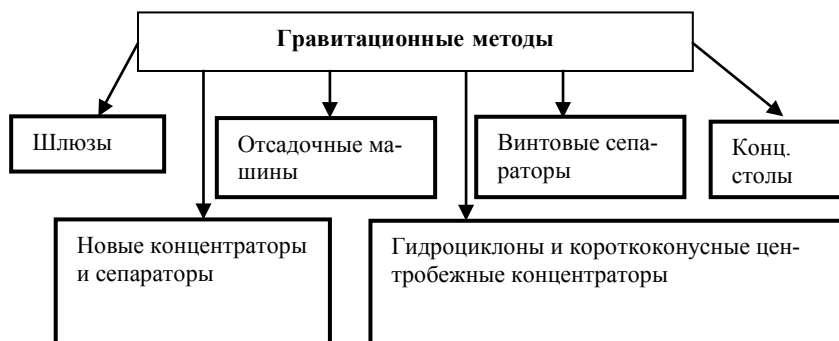 Гравитационные методы
Шлюзы
Отсадочные ма-
шины
Винтовые сепа-
раторы
Конц.
столы
Новые концентраторы
и сепараторы
Гидроциклоны и короткоконусные цен-
тробежные концентраторы